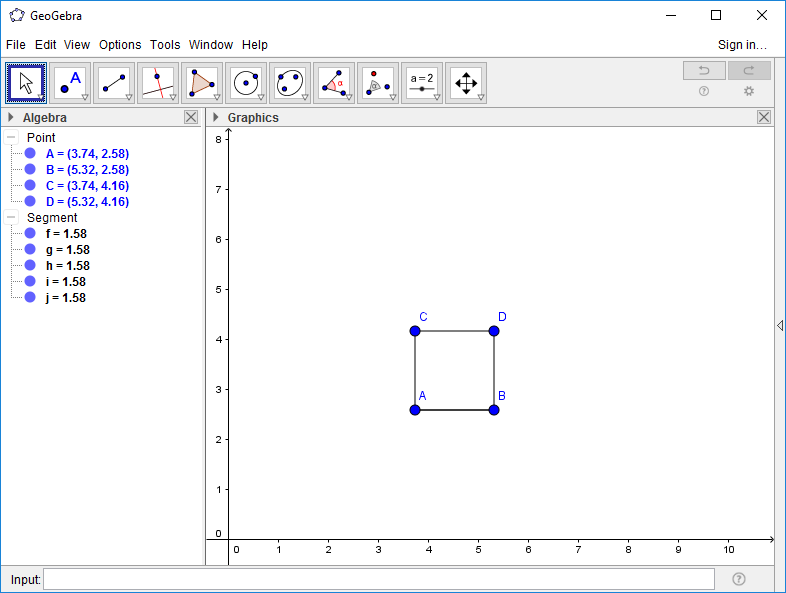 GeoGebra
File Edit View Options Tools Window Help Sign in...
A α α a = 2
Algebra
Graphics
Point
A = (3.74, 2.58)
B = (5.32, 2.58)
C = (3.74, 4.16)
D = (5.32, 4.16)
Segment
f = 1.58
g = 1.58
h = 1.58
i = 1.58
j = 1.58
8
7
6
5
4
3
2
1
0
C D
A B
0 1 2 3 4 5 6 7 8 9 10
Input: